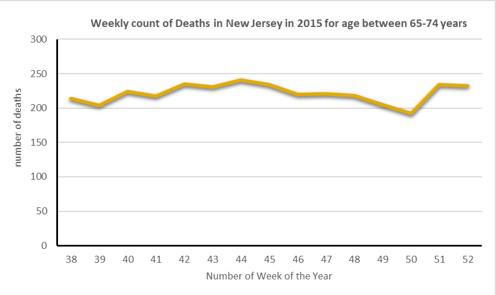 Weekly count of Deaths in New Jersey in 2015 for age between 65-74 years
300
250
200
150
100
50
0
number of deaths
38 39 40 41 42 43 44 45 46 47 48 49 50 51 52
Number of Week of the Year